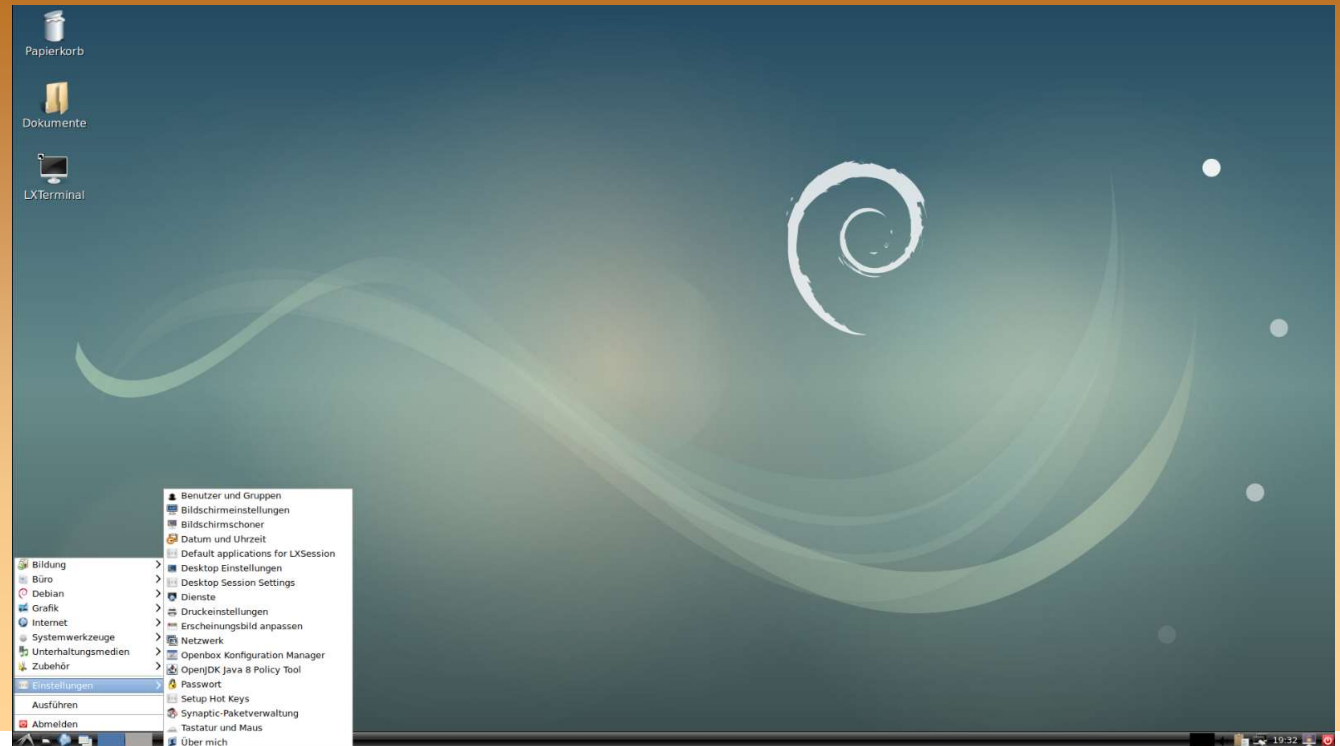 Papierkorb
Dokumente
LXTerminal
Benutzer und Gruppen
Bildschirmeinstellungen
Bildschirmschoner
Datum und Uhrzeit
Default applications for LXSession
Desktop Einstellungen
Desktop Session Settings
Dienste
Druckeinstellungen
Erscheinungsbild anpassen
Netzwerk
Openbox Konfiguration Manager
OpenJDK Java 8 Policy Tool
Passwort
Setup Hot Keys
Synaptic-Paketverwaltung
Tastatur und Maus
Über mich
Bildung
Büro
Debian
Grafik
Internet
Systemwerkzeuge
Unterhaltungsmedien
Zubehör
Einstellungen
Ausführen
Abmelden
19:32